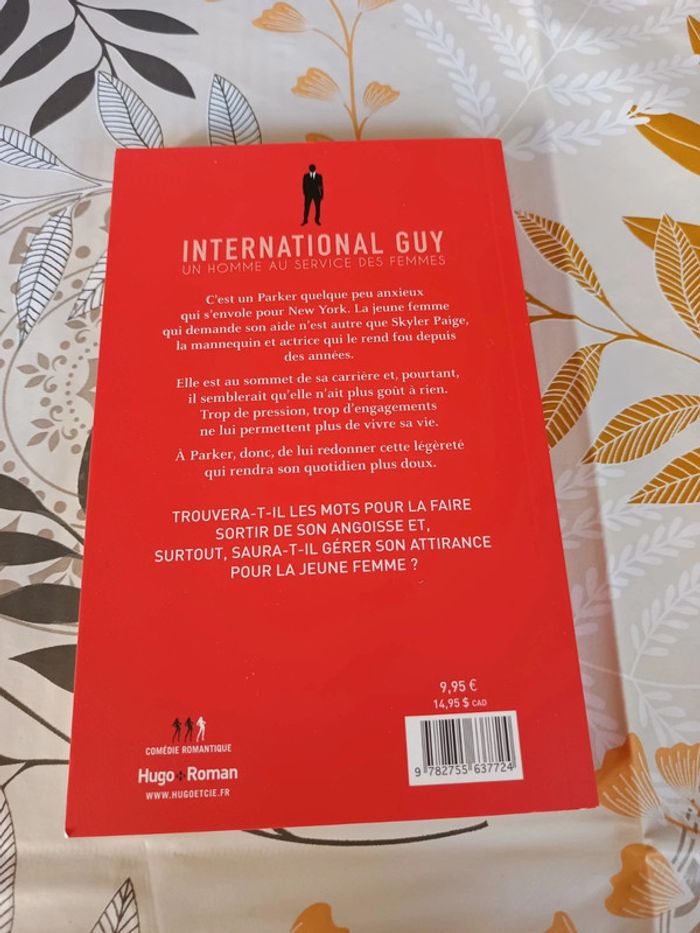 INTERNATIONAL GUY
UN HOMME AU SERVICE DES FEMMES
C'est un Parker quelque peu anxieux
qui s'envole pour New York. La jeune femme
qui demande son aide n'est autre que Skyler Paige,
la mannequin et actrice qui le rend fou depuis
des années.
Elle est au sommet de sa carrière et, pourtant,
il semblerait qu'elle n'ait plus goût à rien.
Trop de pression, trop d'engagements
ne lui permettent plus de vivre sa vie.
À Parker, donc, de lui redonner cette légèreté
qui rendra son quotidien plus doux.
TROUVERA-T-IL LES MOTS POUR LA FAIRE
SORTIR DE SON ANGOISSE ET,
SURTOUT, SAURA-T-IL GÉRER SON ATTIRANCE
POUR LA JEUNE FEMME ?
9,95 €
14,95 $ CAD
COMÉDIE ROMANTIQUE
Hugo Roman
WWW.HUGOETCIE.FR
9 782755 637724